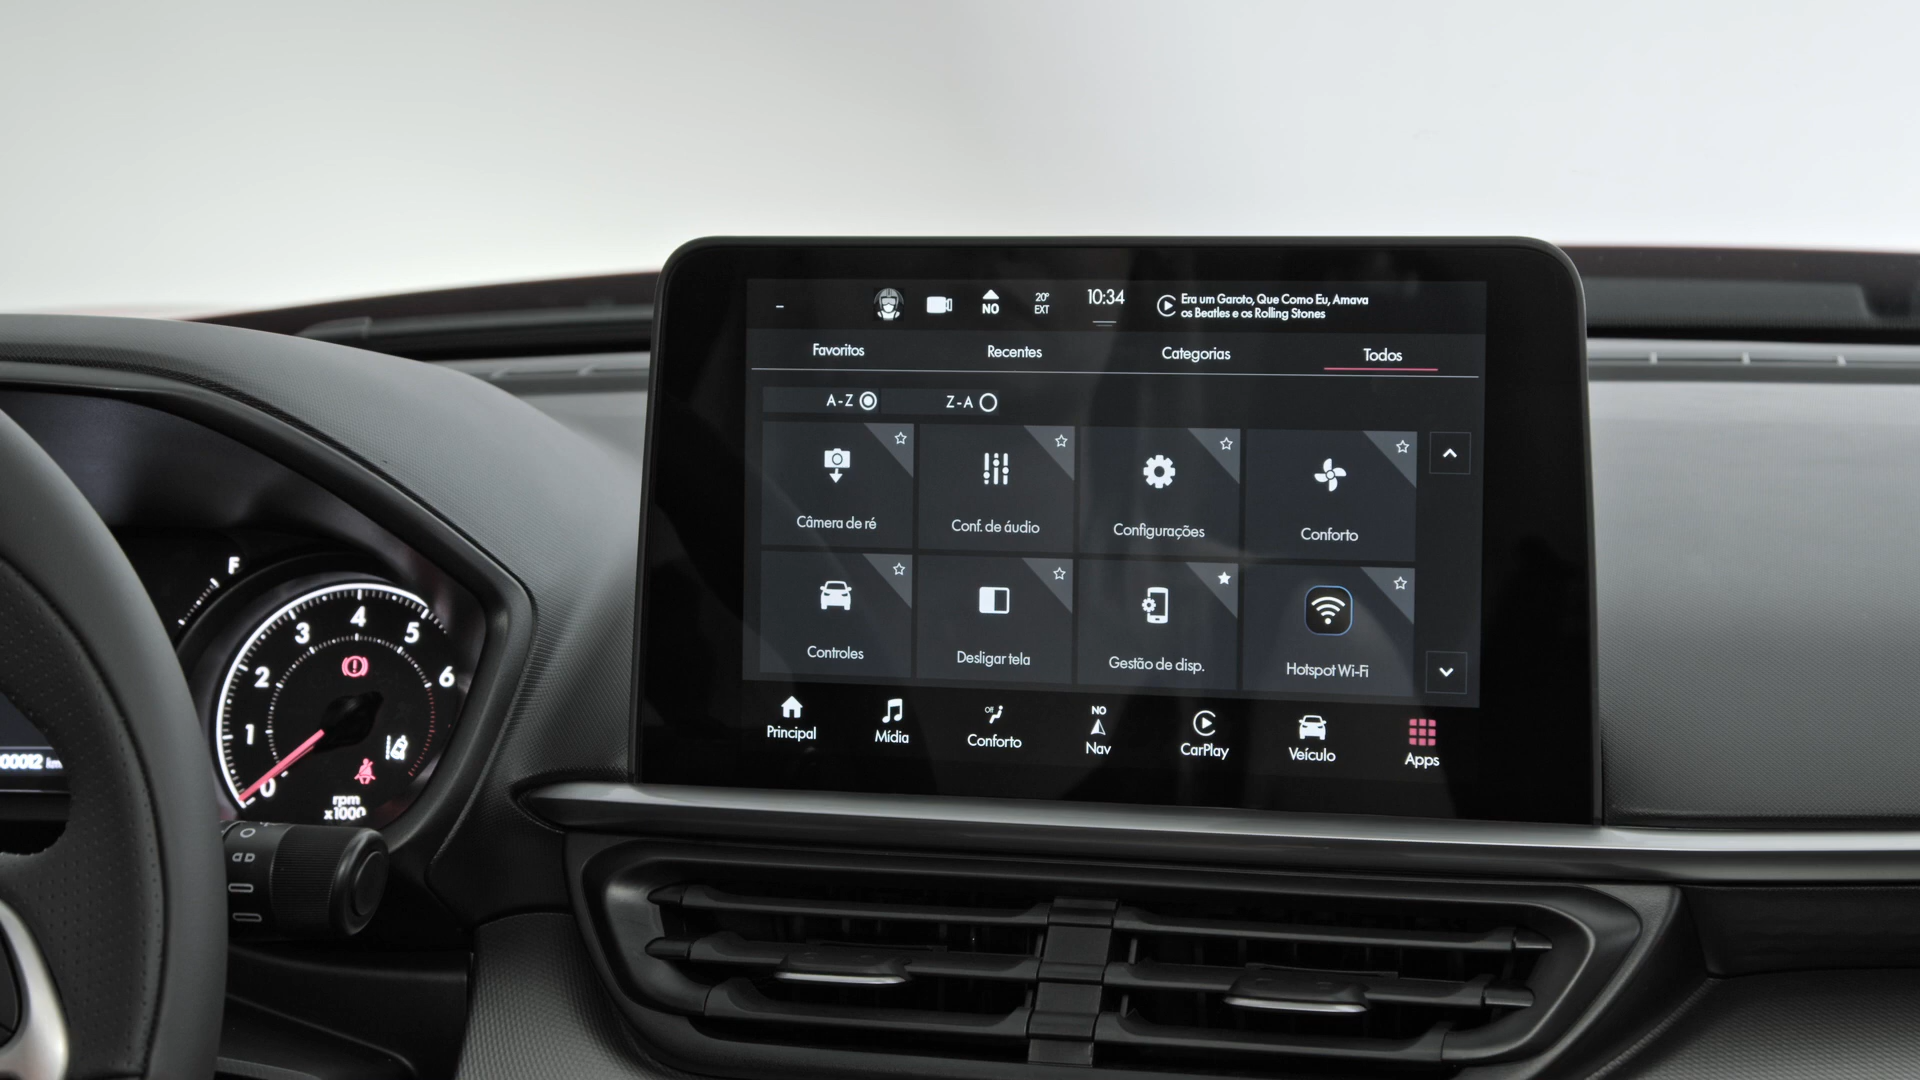 NO
20°
EXT
10:34
Era um Garoto, Que Como Eu, Amava
os Beatles e os Rolling Stones
Favoritos
Recentes
Categorias
Todos
A-Z
Z-A
Câmera de ré
Conf. de áudio
Configurações
Conforto
Controles
Desligar tela
Gestão de disp.
Hotspot Wi-Fi
Principal
Mídia
Off
Conforto
NO
Nav
CarPlay
Veículo
Apps
F
0
1
2
3
4
5
6
rpm
x1000
00012